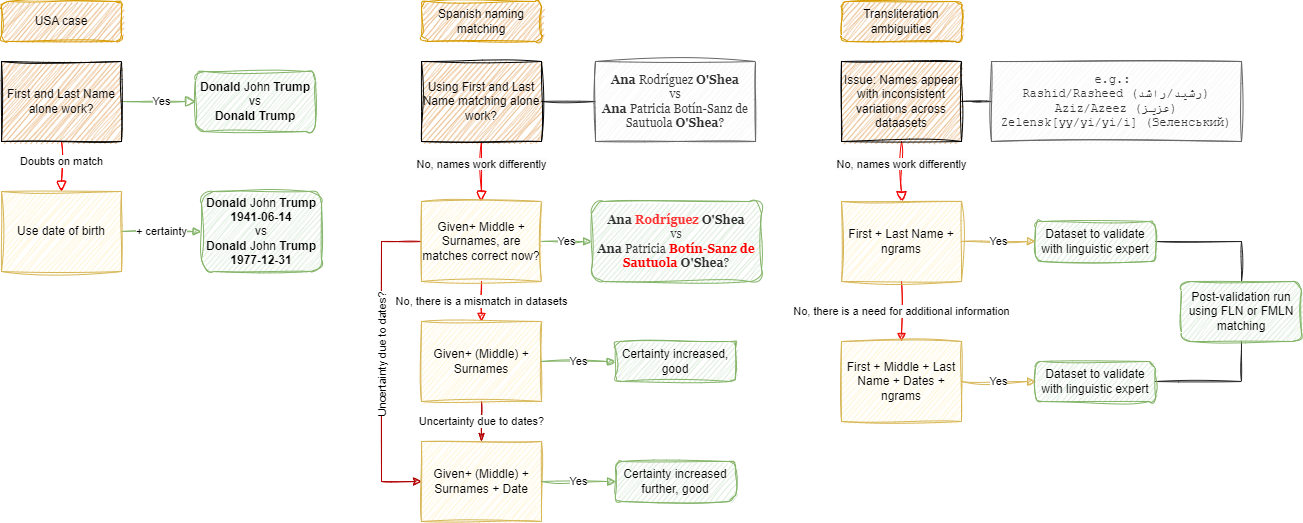 USA case
First and Last Name
alone work?
Yes
Donald John Trump
vs
Donald Trump
Doubts on match
Use date of birth
+ certainty
Donald John Trump
1941-06-14
vs
Donald John Trump
1977-12-31
Spanish naming
matching
Using First and Last
Name matching alone
work?
Ana Rodríguez O'Shea
vs
Ana Patricia Botín-Sanz de
Sautuola O'Shea?
No, names work differently
Given+ Middle +
Surnames, are
matches correct now?
Yes
Ana Rodríguez O'Shea
vs
Ana Patricia Botín-Sanz de
Sautuola O'Shea?
Uncertainty due to dates?
No, there is a mismatch in datasets
Given+ (Middle) +
Surnames
Yes
Certainty increased,
good
Uncertainty due to dates?
Given+ (Middle) +
Surnames + Date
Yes
Certainty increased
further, good
Transliteration
ambiguities
Issue: Names appear
with inconsistent
variations across
dataasets
e.g.:
Rashid/Rasheed (رشيد/راشد)
Aziz/Azeez (عزيز)
Zelensk[yy/yi/yi/i] (Зеленський)
No, names work differently
First + Last Name +
ngrams
Yes
Dataset to validate
with linguistic expert
No, there is a need for additional information
First + Middle + Last
Name + Dates +
ngrams
Yes
Dataset to validate
with linguistic expert
Post-validation run
using FLN or FMLN
matching